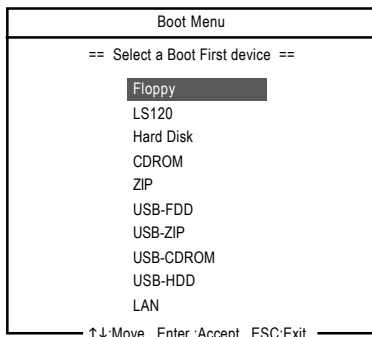 Boot Menu
== Select a Boot First device ==
Floppy
LS120
Hard Disk
CDROM
ZIP
USB-FDD
USB-ZIP
USB-CDROM
USB-HDD
LAN
↑↓:Move Enter :Accept ESC:Exit